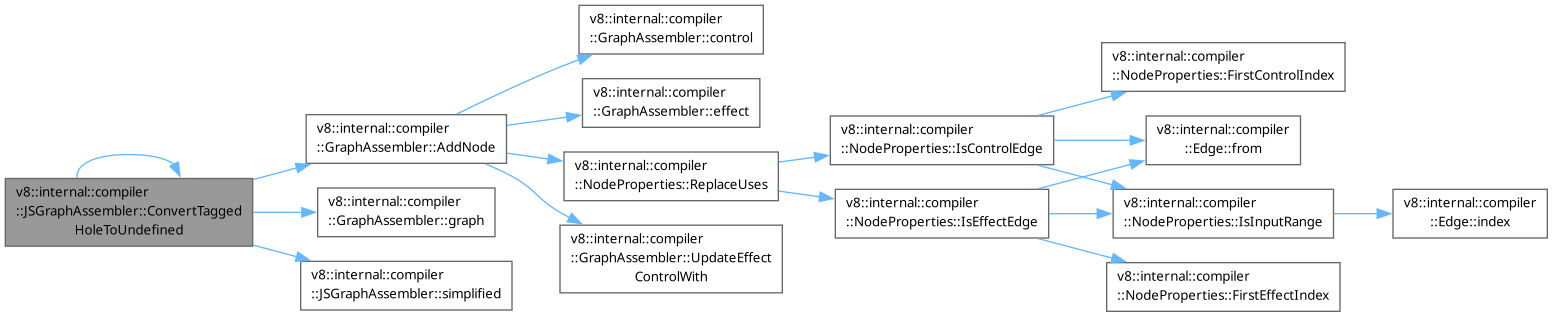 v8::internal::compiler
::JSGraphAssembler::ConvertTagged
HoleToUndefined
v8::internal::compiler
::GraphAssembler::AddNode
v8::internal::compiler
::GraphAssembler::graph
v8::internal::compiler
::JSGraphAssembler::simplified
v8::internal::compiler
::GraphAssembler::control
v8::internal::compiler
::GraphAssembler::effect
v8::internal::compiler
::NodeProperties::ReplaceUses
v8::internal::compiler
::GraphAssembler::UpdateEffect
ControlWith
v8::internal::compiler
::NodeProperties::IsControlEdge
v8::internal::compiler
::NodeProperties::IsEffectEdge
v8::internal::compiler
::NodeProperties::FirstControlIndex
v8::internal::compiler
::Edge::from
v8::internal::compiler
::NodeProperties::IsInputRange
v8::internal::compiler
::NodeProperties::FirstEffectIndex
v8::internal::compiler
::Edge::index